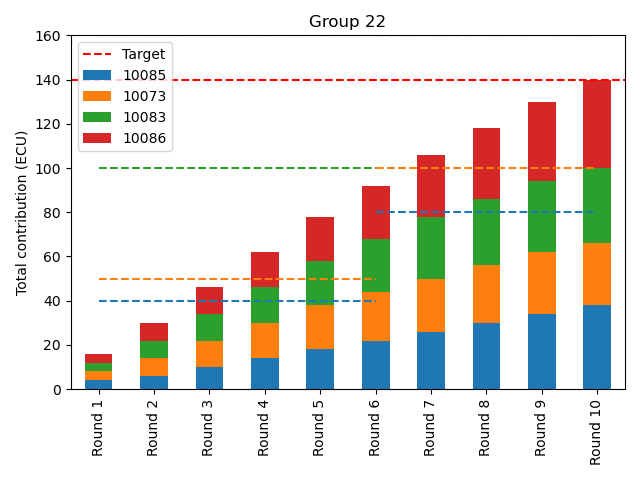 Group 22
Total contribution (ECU)
160
140
120
100
80
60
40
20
0
Target
10085
10073
10083
10086
Round 1
Round 2
Round 3
Round 4
Round 5
Round 6
Round 7
Round 8
Round 9
Round 10